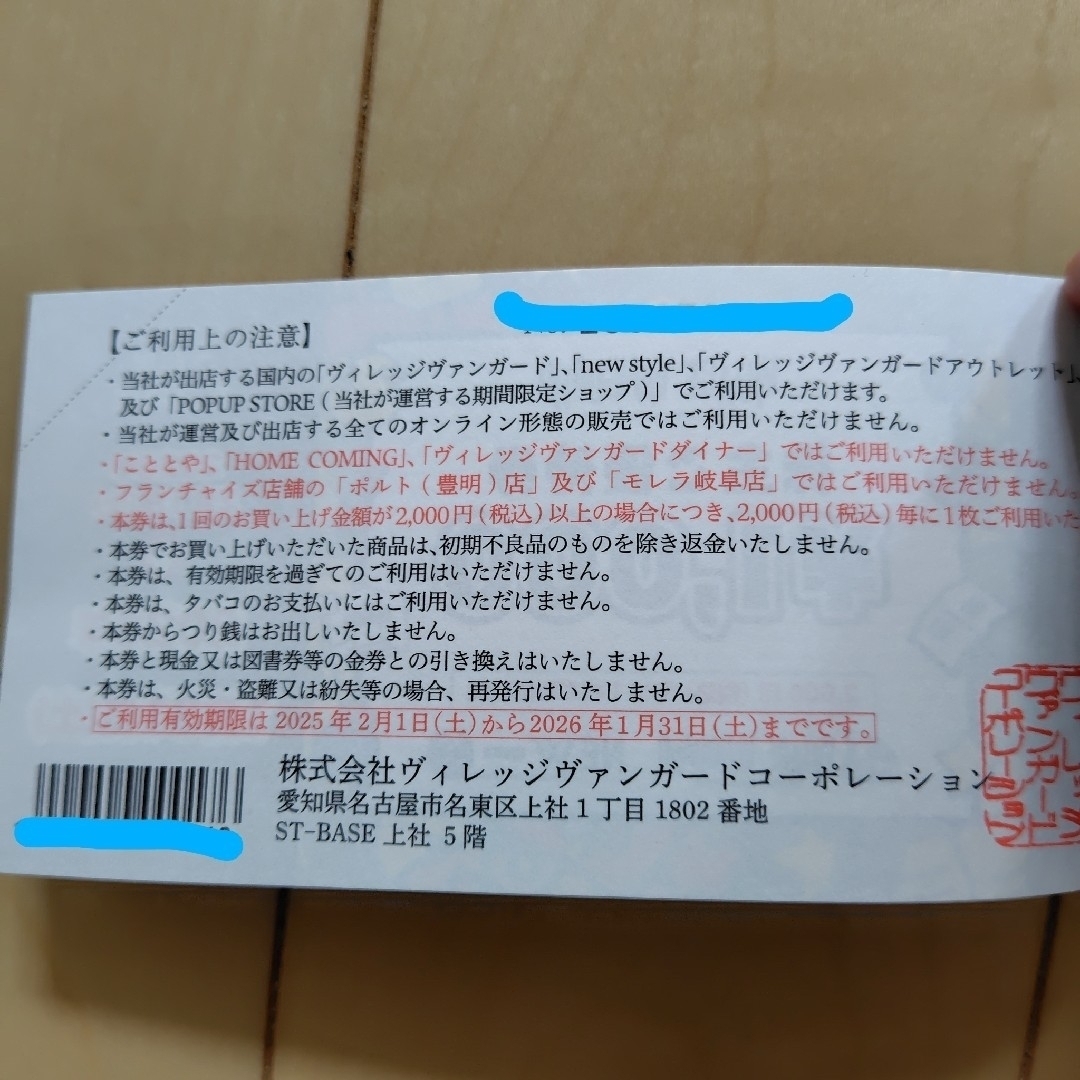 【ご利用上の注意】
・当社が出店する国内の「ヴィレッジヴァンガード」、「new style」、「ヴィレッジヴァンガードアウトレット」、
及び「POPUP STORE ( 当社が運営する期間限定ショップ )」でご利用いただけます。
・当社が運営及び出店する全てのオンライン形態の販売ではご利用いただけません。
・「こととや」、「HOME COMING」、「ヴィレッジヴァンガードダイナー」ではご利用いただけません。
・フランチャイズ店舗の「ポルト ( 豊明 ) 店」及び「モレラ岐阜店」ではご利用いただけません。
・本券は、1回のお買い上げ金額が2,000円（税込）以上の場合につき、2,000円（税込）毎に1枚ご利用いた
・本券でお買い上げいただいた商品は、初期不良品のものを除き返金いたしません。
・本券は、有効期限を過ぎてのご利用はいただけません。
・本券は、タバコのお支払いにはご利用いただけません。
・本券からつり銭はお出しいたしません。
・本券と現金又は図書券等の金券との引き換えはいたしません。
・本券は、火災・盗難又は紛失等の場合、再発行はいたしません。
・ご利用有効期限は 2025 年 2月1日（土）から2026 年 1月31日（土）までです。
株式会社ヴィレッジヴァンガードコーポレーション
愛知県名古屋市名東区上社 1 丁目 1802 番地
ST-BASE 上社 5 階